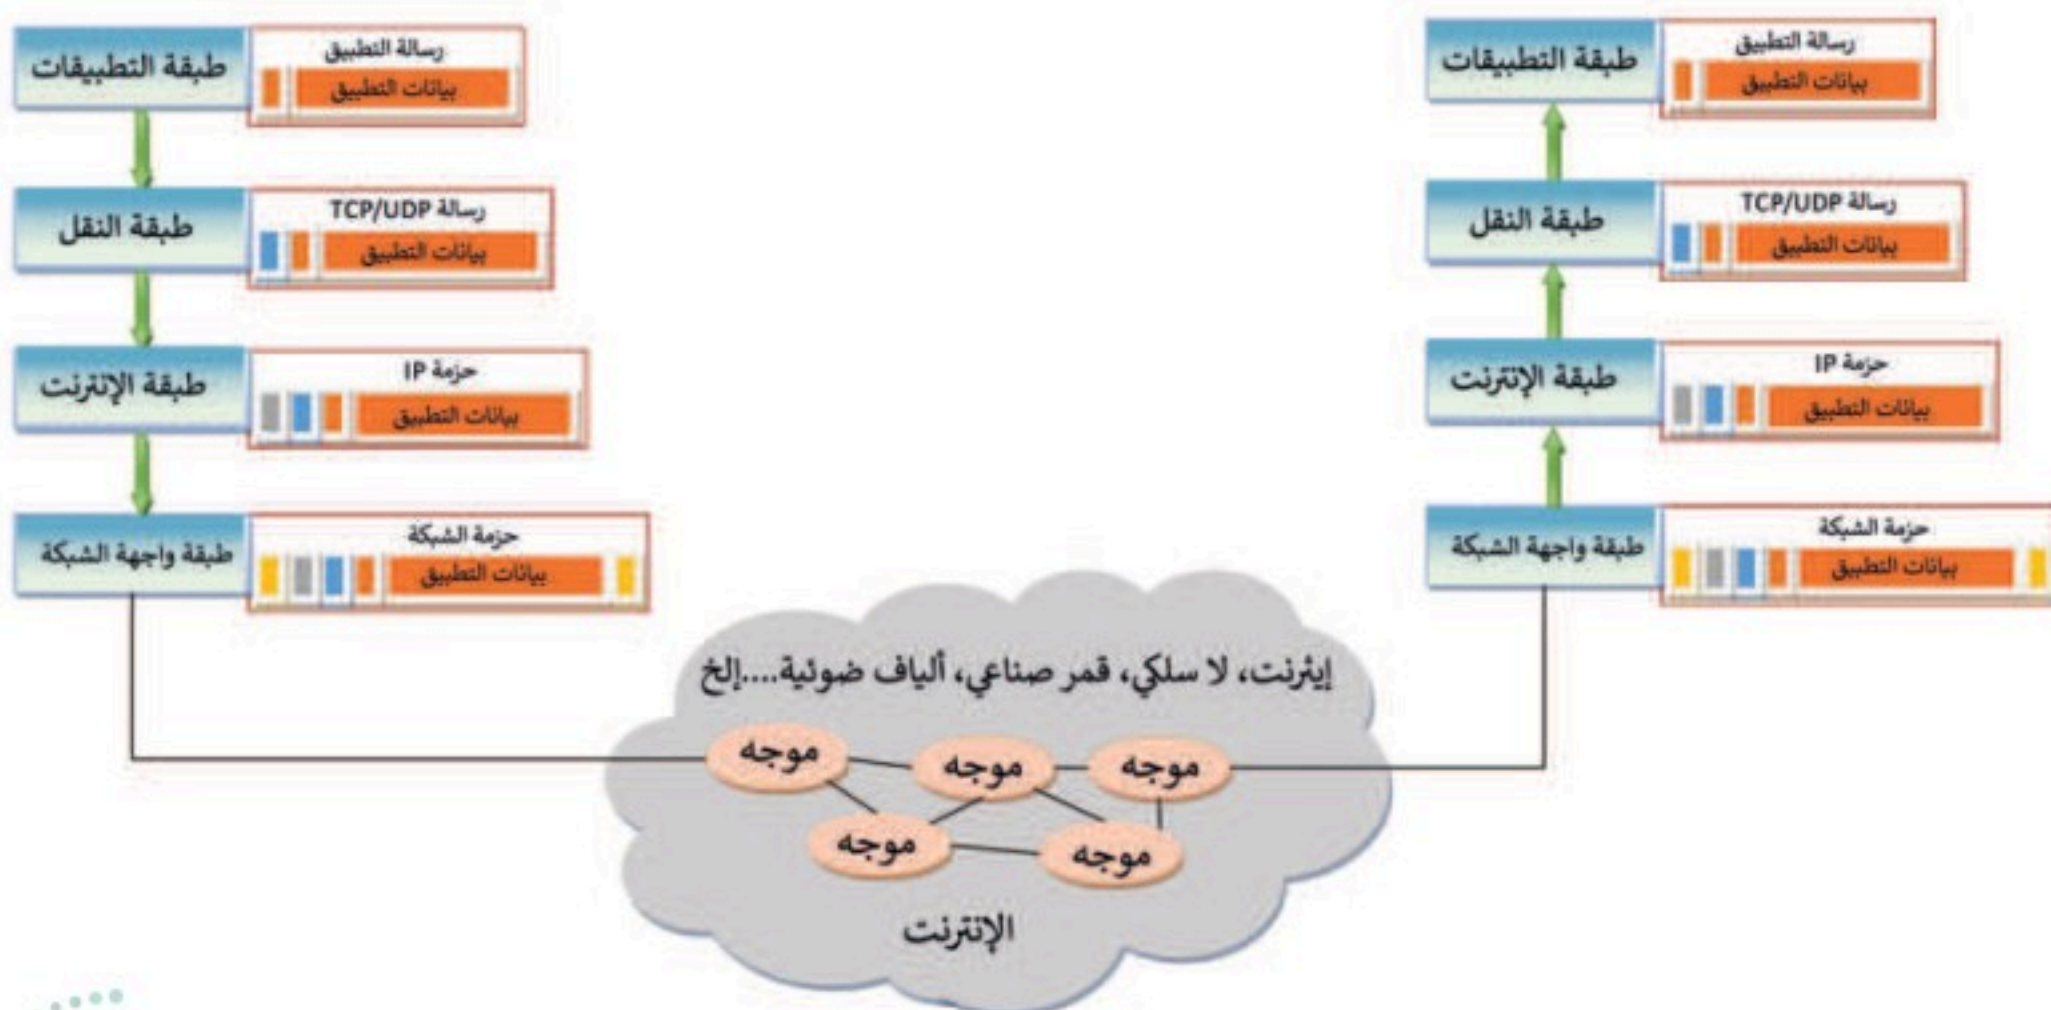 طبقة التطبيقات
رسالة التطبيق
بيانات التطبيق
طبقة النقل
رسالة TCP/UDP
بيانات التطبيق
طبقة الإنترنت
حزمة IP
بيانات التطبيق
طبقة واجهة الشبكة
حزمة الشبكة
بيانات التطبيق
طبقة التطبيقات
رسالة التطبيق
بيانات التطبيق
طبقة النقل
رسالة TCP/UDP
بيانات التطبيق
طبقة الإنترنت
حزمة IP
بيانات التطبيق
طبقة واجهة الشبكة
حزمة الشبكة
بيانات التطبيق
إيثرنت، لا سلكي، قمر صناعي، ألياف ضوئية....إلخ
موجه
موجه
موجه
موجه
موجه
الإنترنت